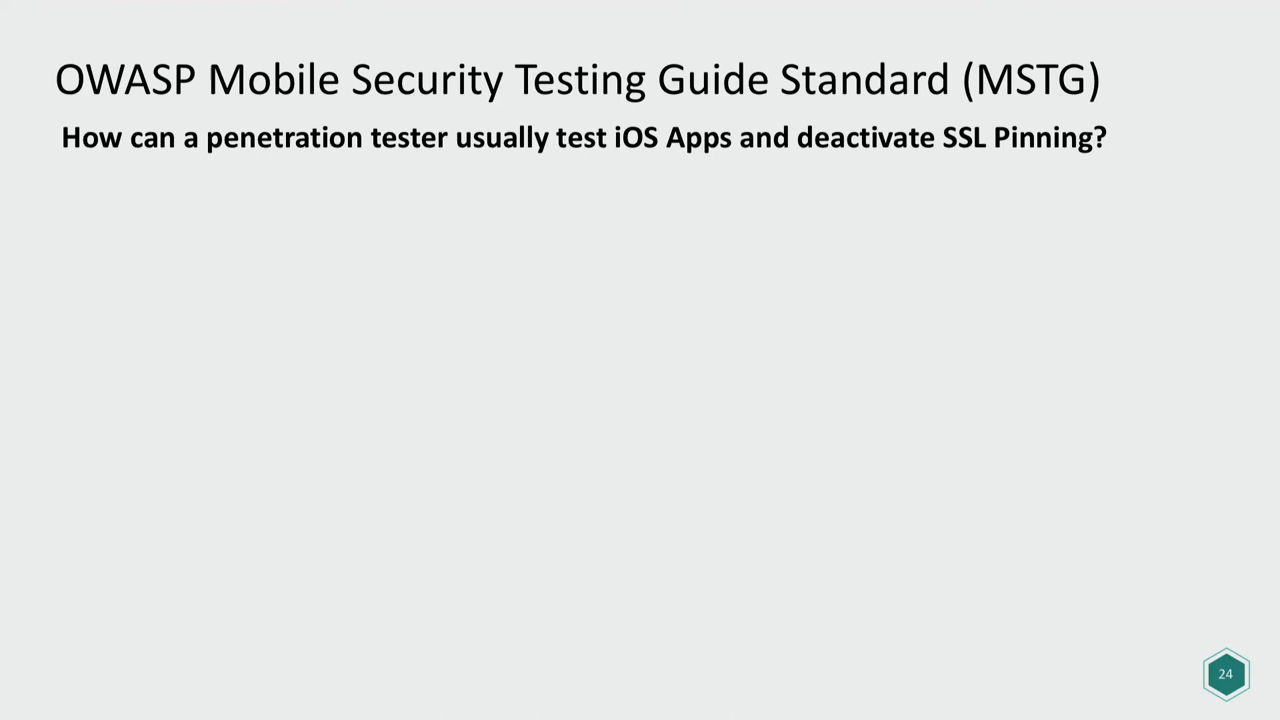 OWASP Mobile Security Testing Guide Standard (MSTG)
How can a penetration tester usually test iOS Apps and deactivate SSL Pinning?
24